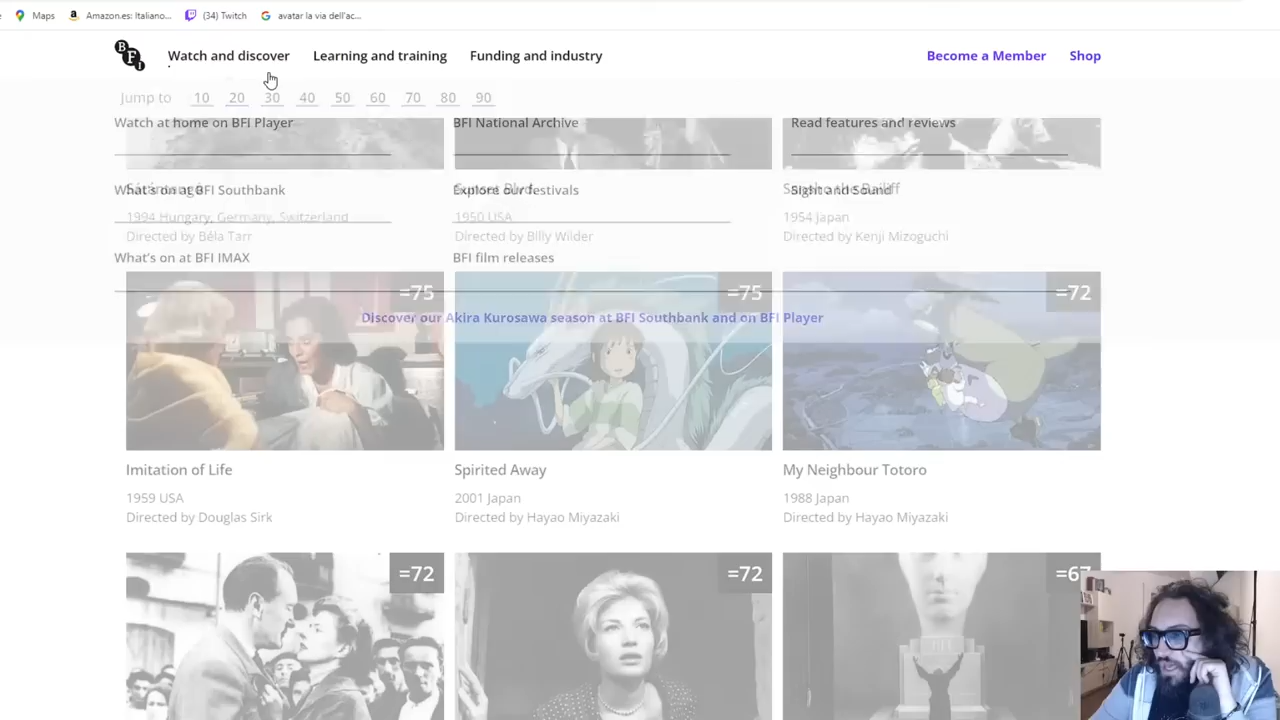 Maps Amazon.es: Italiano... (34) Twitch avatar la via dell'ac...
BFI Watch and discover Learning and training Funding and industry Become a Member Shop
Jump to 10 20 30 40 50 60 70 80 90
Watch at home on BFI Player BFI National Archive Read features and reviews
What's on at BFI Southbank Explore our festivals Sight and Sound
Sunset Blvd. Sansho the Bailiff
1994 Hungary, Germany, Switzerland 1950 USA 1954 Japan
Directed by Béla Tarr Directed by Billy Wilder Directed by Kenji Mizoguchi
What's on at BFI IMAX BFI film releases
=75 =75 =72
Discover our Akira Kurosawa season at BFI Southbank and on BFI Player
Imitation of Life Spirited Away My Neighbour Totoro
1959 USA 2001 Japan 1988 Japan
Directed by Douglas Sirk Directed by Hayao Miyazaki Directed by Hayao Miyazaki
=72 =72 =67